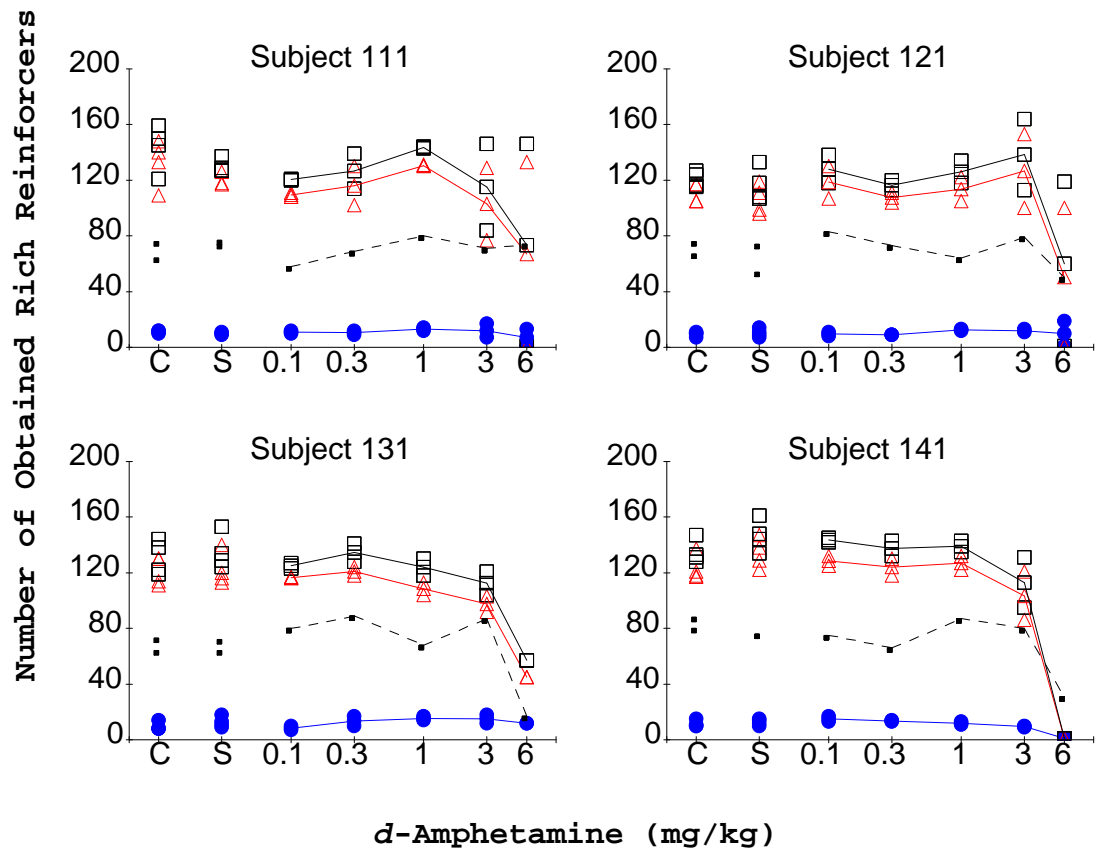 Number of Obtained Rich Reinforcers
Subject 111
200
160
120
80
40
0
C S 0.1 0.3 1 3 6
Subject 121
200
160
120
80
40
0
C S 0.1 0.3 1 3 6
Subject 131
200
160
120
80
40
0
C S 0.1 0.3 1 3 6
Subject 141
200
160
120
80
40
0
C S 0.1 0.3 1 3 6
d-Amphetamine (mg/kg)